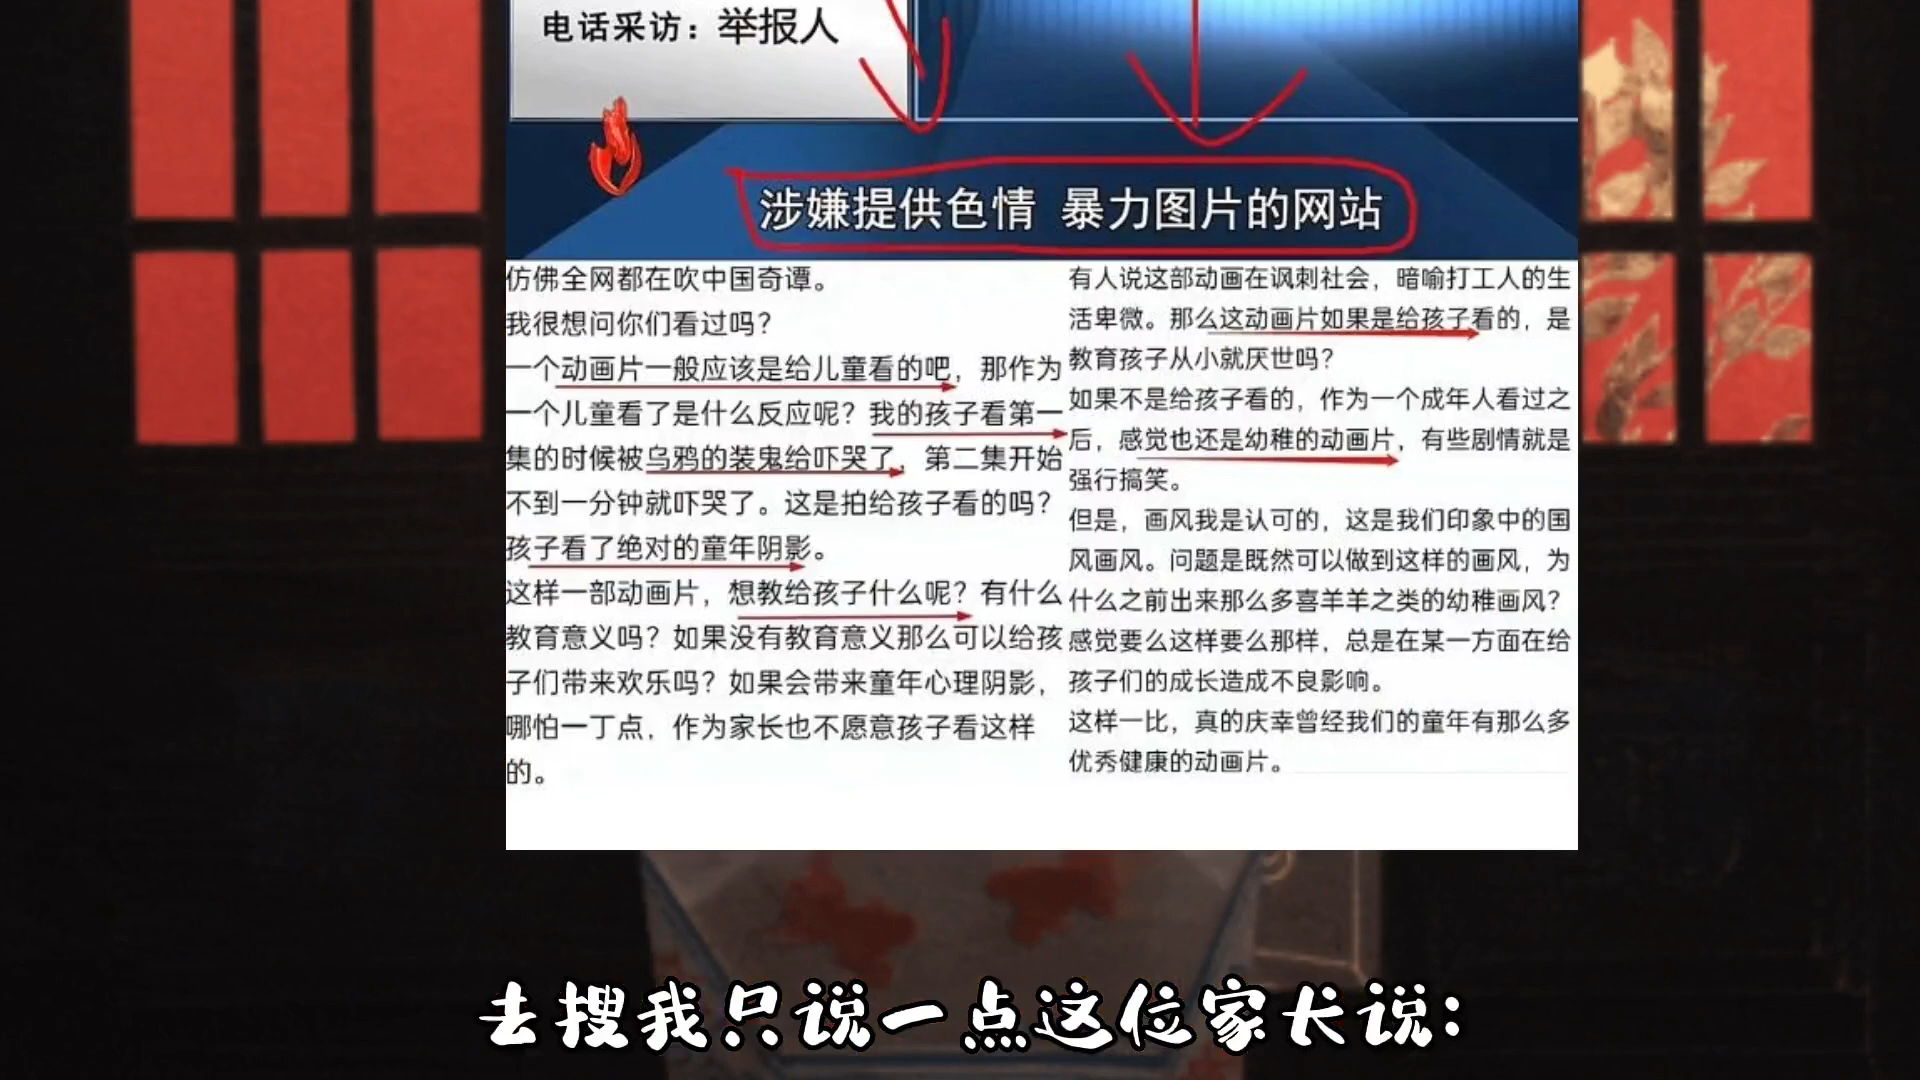 电话采访：举报人
涉嫌提供色情 暴力图片的网站
仿佛全网都在吹中国奇谭。
我很想问你们看过吗？
一个动画片一般应该是给儿童看的吧，那作为
一个儿童看了是什么反应呢？我的孩子看第一
集的时候被乌鸦的装鬼给吓哭了，第二集开始
不到一分钟就吓哭了。这是拍给孩子看的吗？
孩子看了绝对的童年阴影。
这样一部动画片，想教给孩子什么呢？有什么
教育意义吗？如果没有教育意义那么可以给孩
子们带来欢乐吗？如果会带来童年心理阴影，
哪怕一丁点，作为家长也不愿意孩子看这样
的。
有人说这部动画在讽刺社会，暗喻打工人的生
活卑微。那么这动画片如果是给孩子看的，是
教育孩子从小就厌世吗？
如果不是给孩子看的，作为一个成年人看过之
后，感觉也还是幼稚的动画片，有些剧情就是
强行搞笑。
但是，画风我是认可的，这是我们印象中的国
风画风。问题是既然可以做到这样的画风，为
什么之前出来那么多喜羊羊之类的幼稚画风？
感觉要么这样要么那样，总是在某一方面在给
孩子们的成长造成不良影响。
这样一比，真的庆幸曾经我们的童年有那么多
优秀健康的动画片。
去搜我只说一点这位家长说：